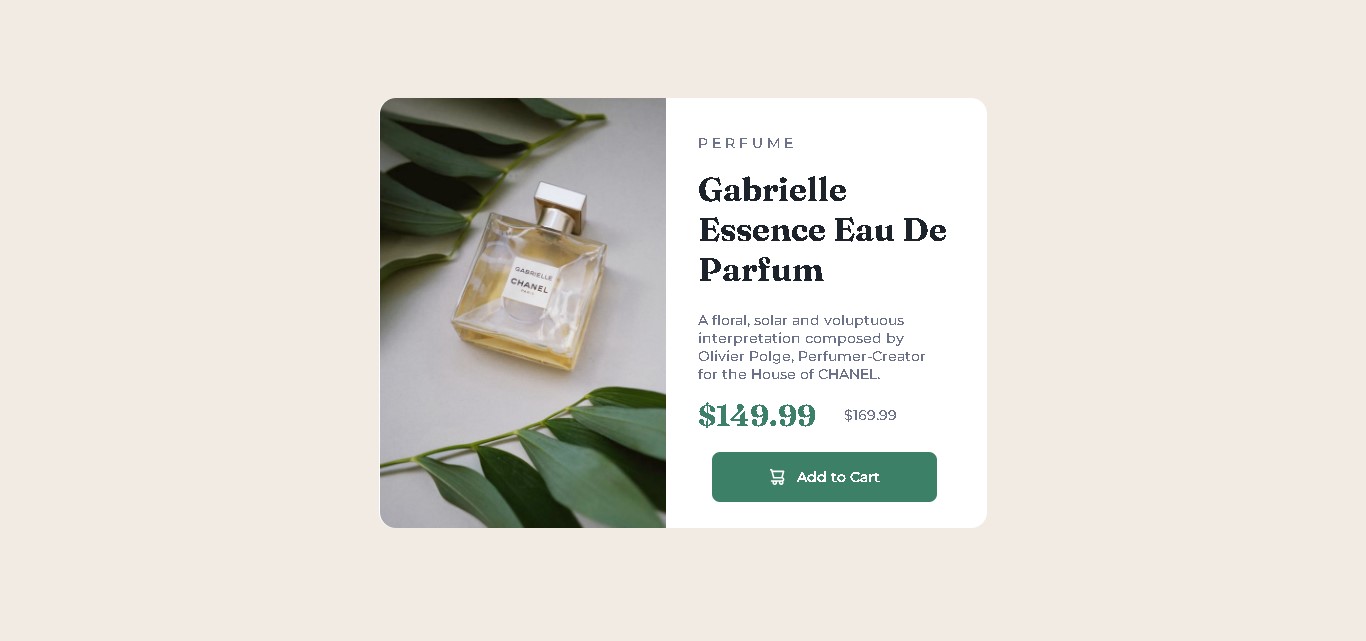 GABRIELLE
CHANEL
PARIS
PERFUME
Gabrielle
Essence Eau De
Parfum
A floral, solar and voluptuous
interpretation composed by
Olivier Polge, Perfumer-Creator
for the House of CHANEL.
$149.99 $169.99
Add to Cart